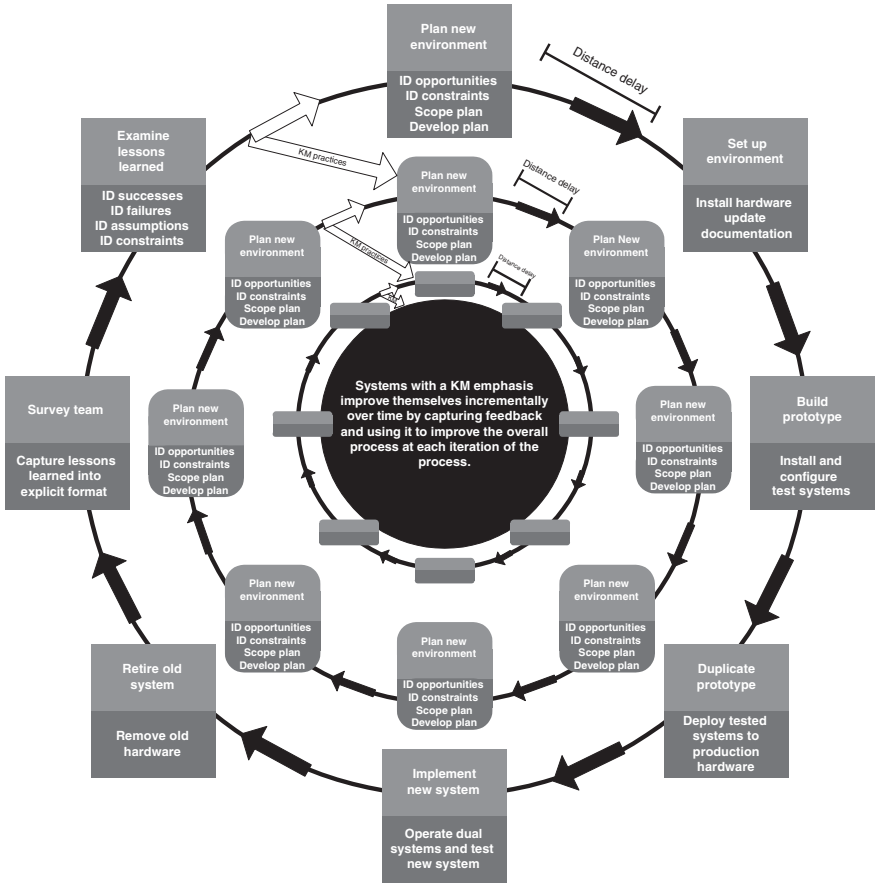 Plan new
environment
ID opportunities
ID constraints
Scope plan
Develop plan
Distance delay
Set up
environment
Install hardware
update
documentation
Build
prototype
Install and
configure
test systems
Duplicate
prototype
Deploy tested
systems to
production
hardware
Implement
new system
Operate dual
systems and test
new system
Retire old
system
Remove old
hardware
Survey team
Capture lessons
learned into
explicit format
Examine
lessons
learned
ID successes
ID failures
ID assumptions
ID constraints
KM practices
Plan new
environment
ID opportunities
ID constraints
Scope plan
Develop plan
Distance delay
Plan New
environment
ID opportunities
ID constraints
Scope plan
Develop plan
Plan new
environment
ID opportunities
ID constraints
Scope plan
Develop plan
Plan new
environment
ID opportunities
ID constraints
Scope plan
Develop plan
Plan new
environment
ID opportunities
ID constraints
Scope plan
Develop plan
Plan new
environment
ID opportunities
ID constraints
Scope plan
Develop plan
Plan new
environment
ID opportunities
ID constraints
Scope plan
Develop plan
Plan new
environment
ID opportunities
ID constraints
Scope plan
Develop plan
KM practices
Distance delay
Systems with a KM emphasis
improve themselves incrementally
over time by capturing feedback
and using it to improve the overall
process at each iteration of the
process.